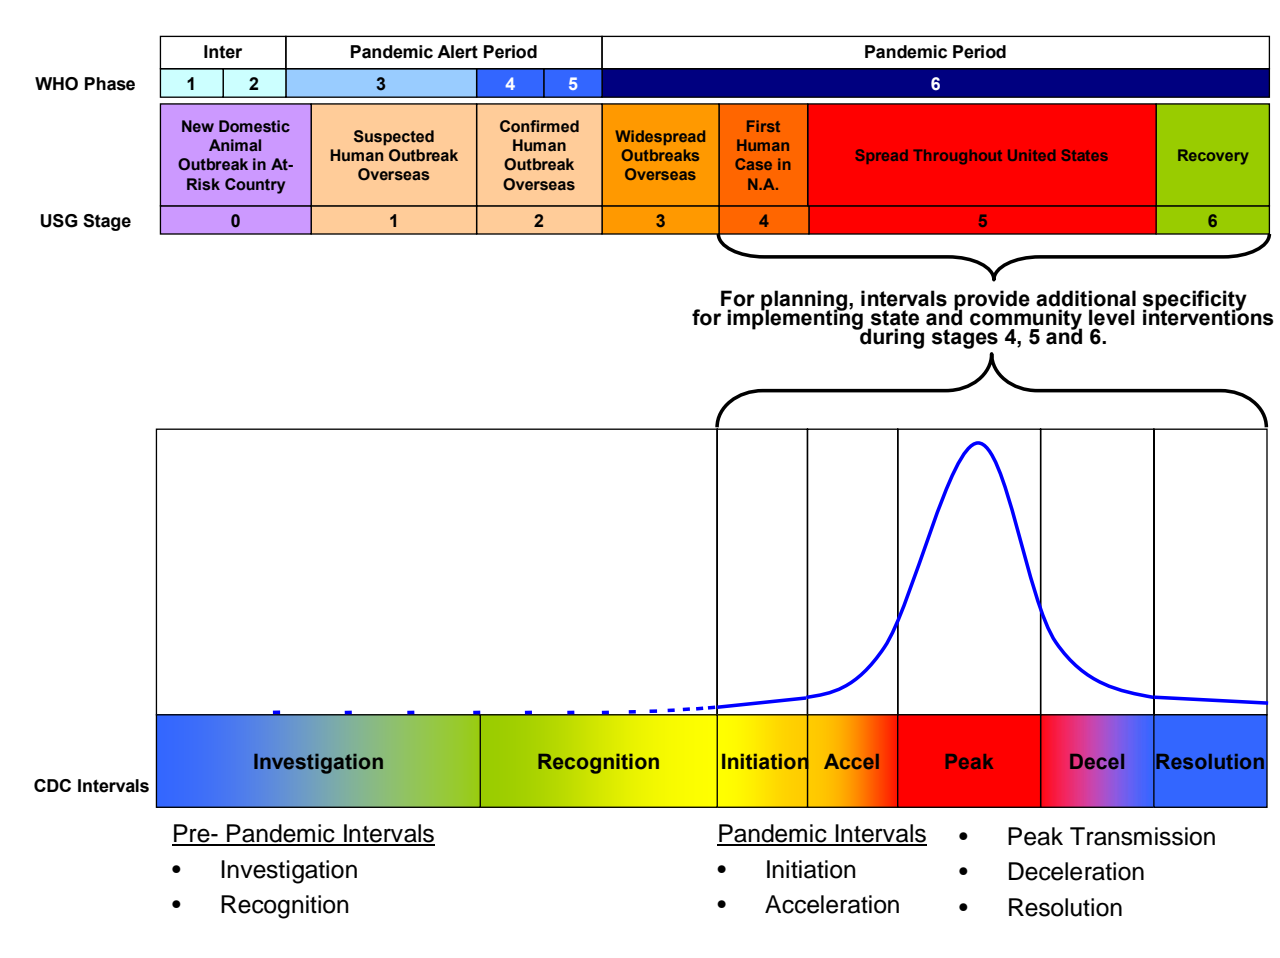 Inter
Pandemic Alert Period
Pandemic Period
WHO Phase
1
2
3
4
5
6
New Domestic
Animal
Outbreak in At-
Risk Country
Suspected
Human Outbreak
Overseas
Confirmed
Human
Outbreak
Overseas
Widespread
Outbreaks
Overseas
First
Human
Case in
N.A.
Spread Throughout United States
Recovery
USG Stage
0
1
2
3
4
5
6
For planning, intervals provide additional specificity
for implementing state and community level interventions
during stages 4, 5 and 6.
CDC Intervals
Investigation
Recognition
Initiation
Accel
Peak
Decel
Resolution
Pre- Pandemic Intervals
• Investigation
• Recognition
Pandemic Intervals
• Initiation
• Acceleration
• Peak Transmission
• Deceleration
• Resolution